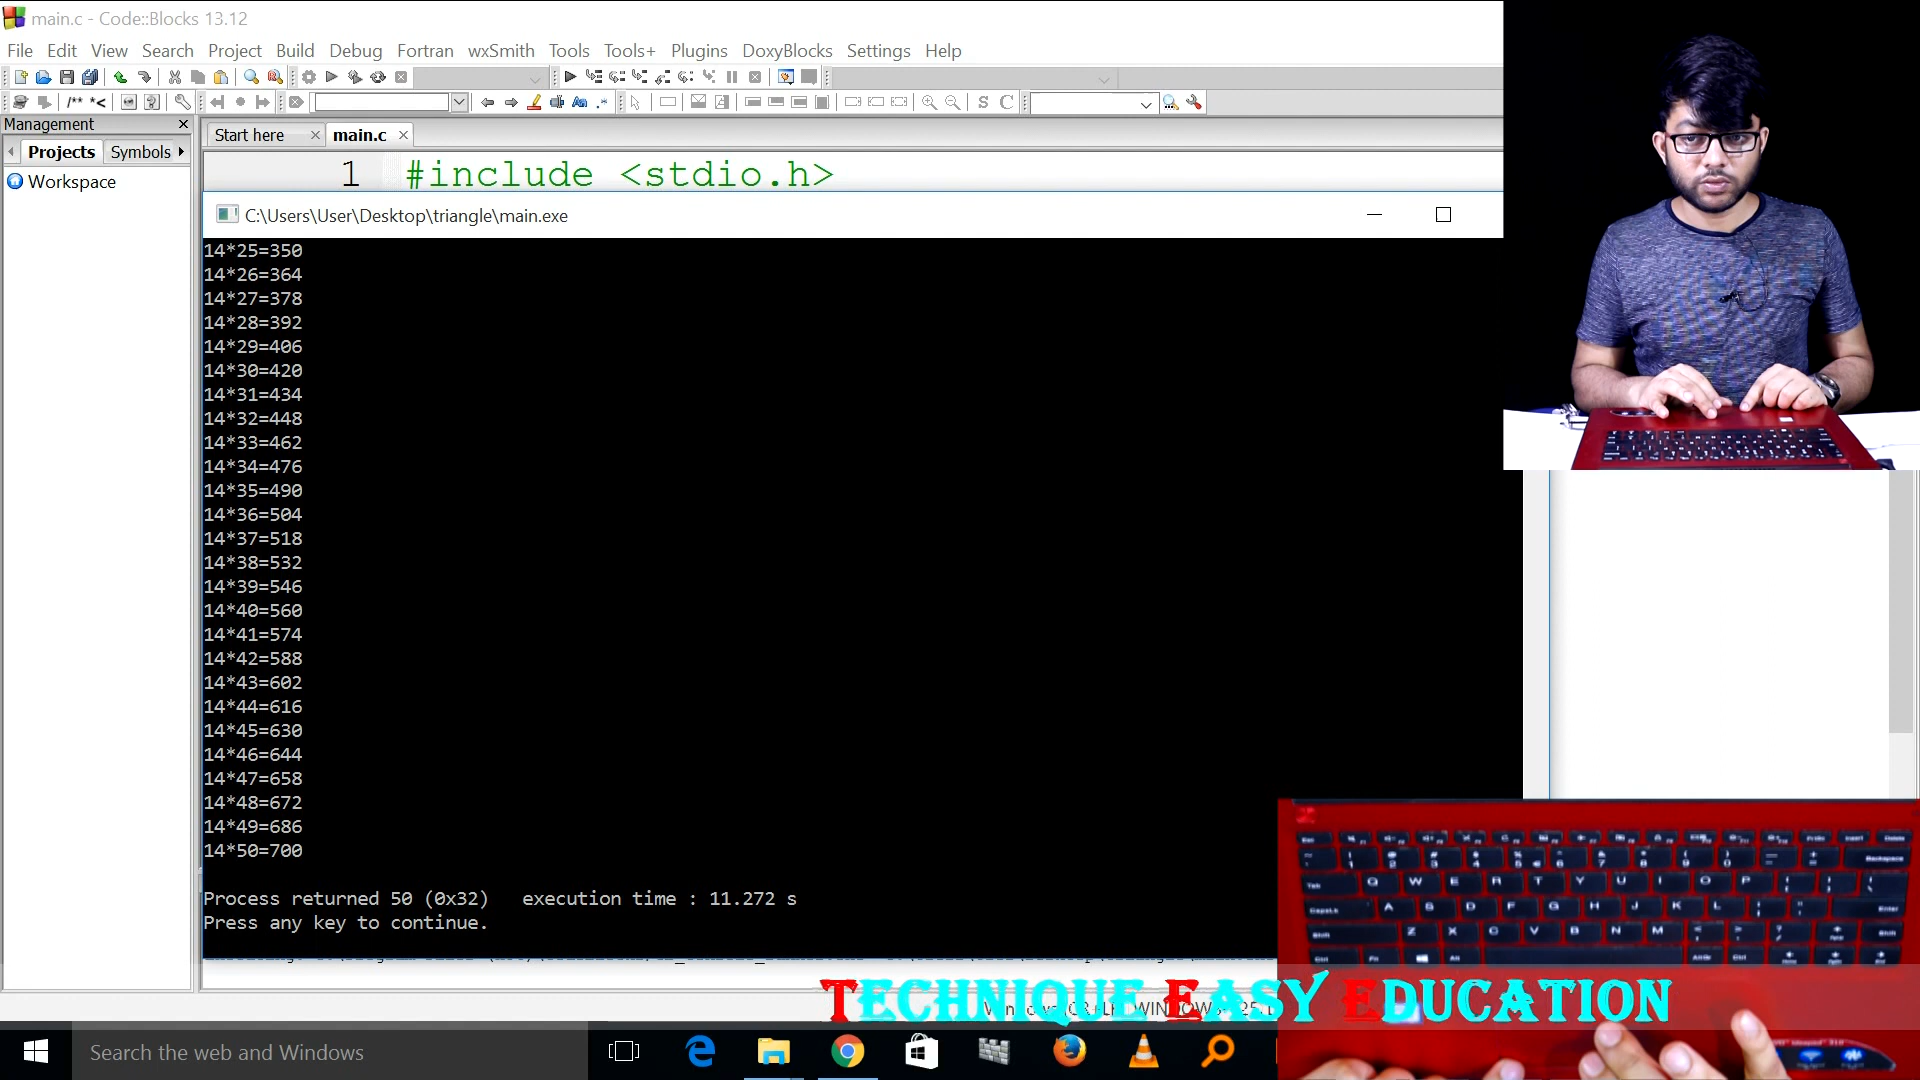 main.c - Code::Blocks 13.12
File Edit View Search Project Build Debug Fortran wxSmith Tools Tools+ Plugins DoxyBlocks Settings Help
Management
Projects Symbols
Workspace
Start here main.c
1 #include <stdio.h>
C:\Users\User\Desktop\triangle\main.exe
14*25=350
14*26=364
14*27=378
14*28=392
14*29=406
14*30=420
14*31=434
14*32=448
14*33=462
14*34=476
14*35=490
14*36=504
14*37=518
14*38=532
14*39=546
14*40=560
14*41=574
14*42=588
14*43=602
14*44=616
14*45=630
14*46=644
14*47=658
14*48=672
14*49=686
14*50=700
Process returned 50 (0x32) execution time : 11.272 s
Press any key to continue.
TECHNIQUE EASY EDUCATION
Search the web and Windows